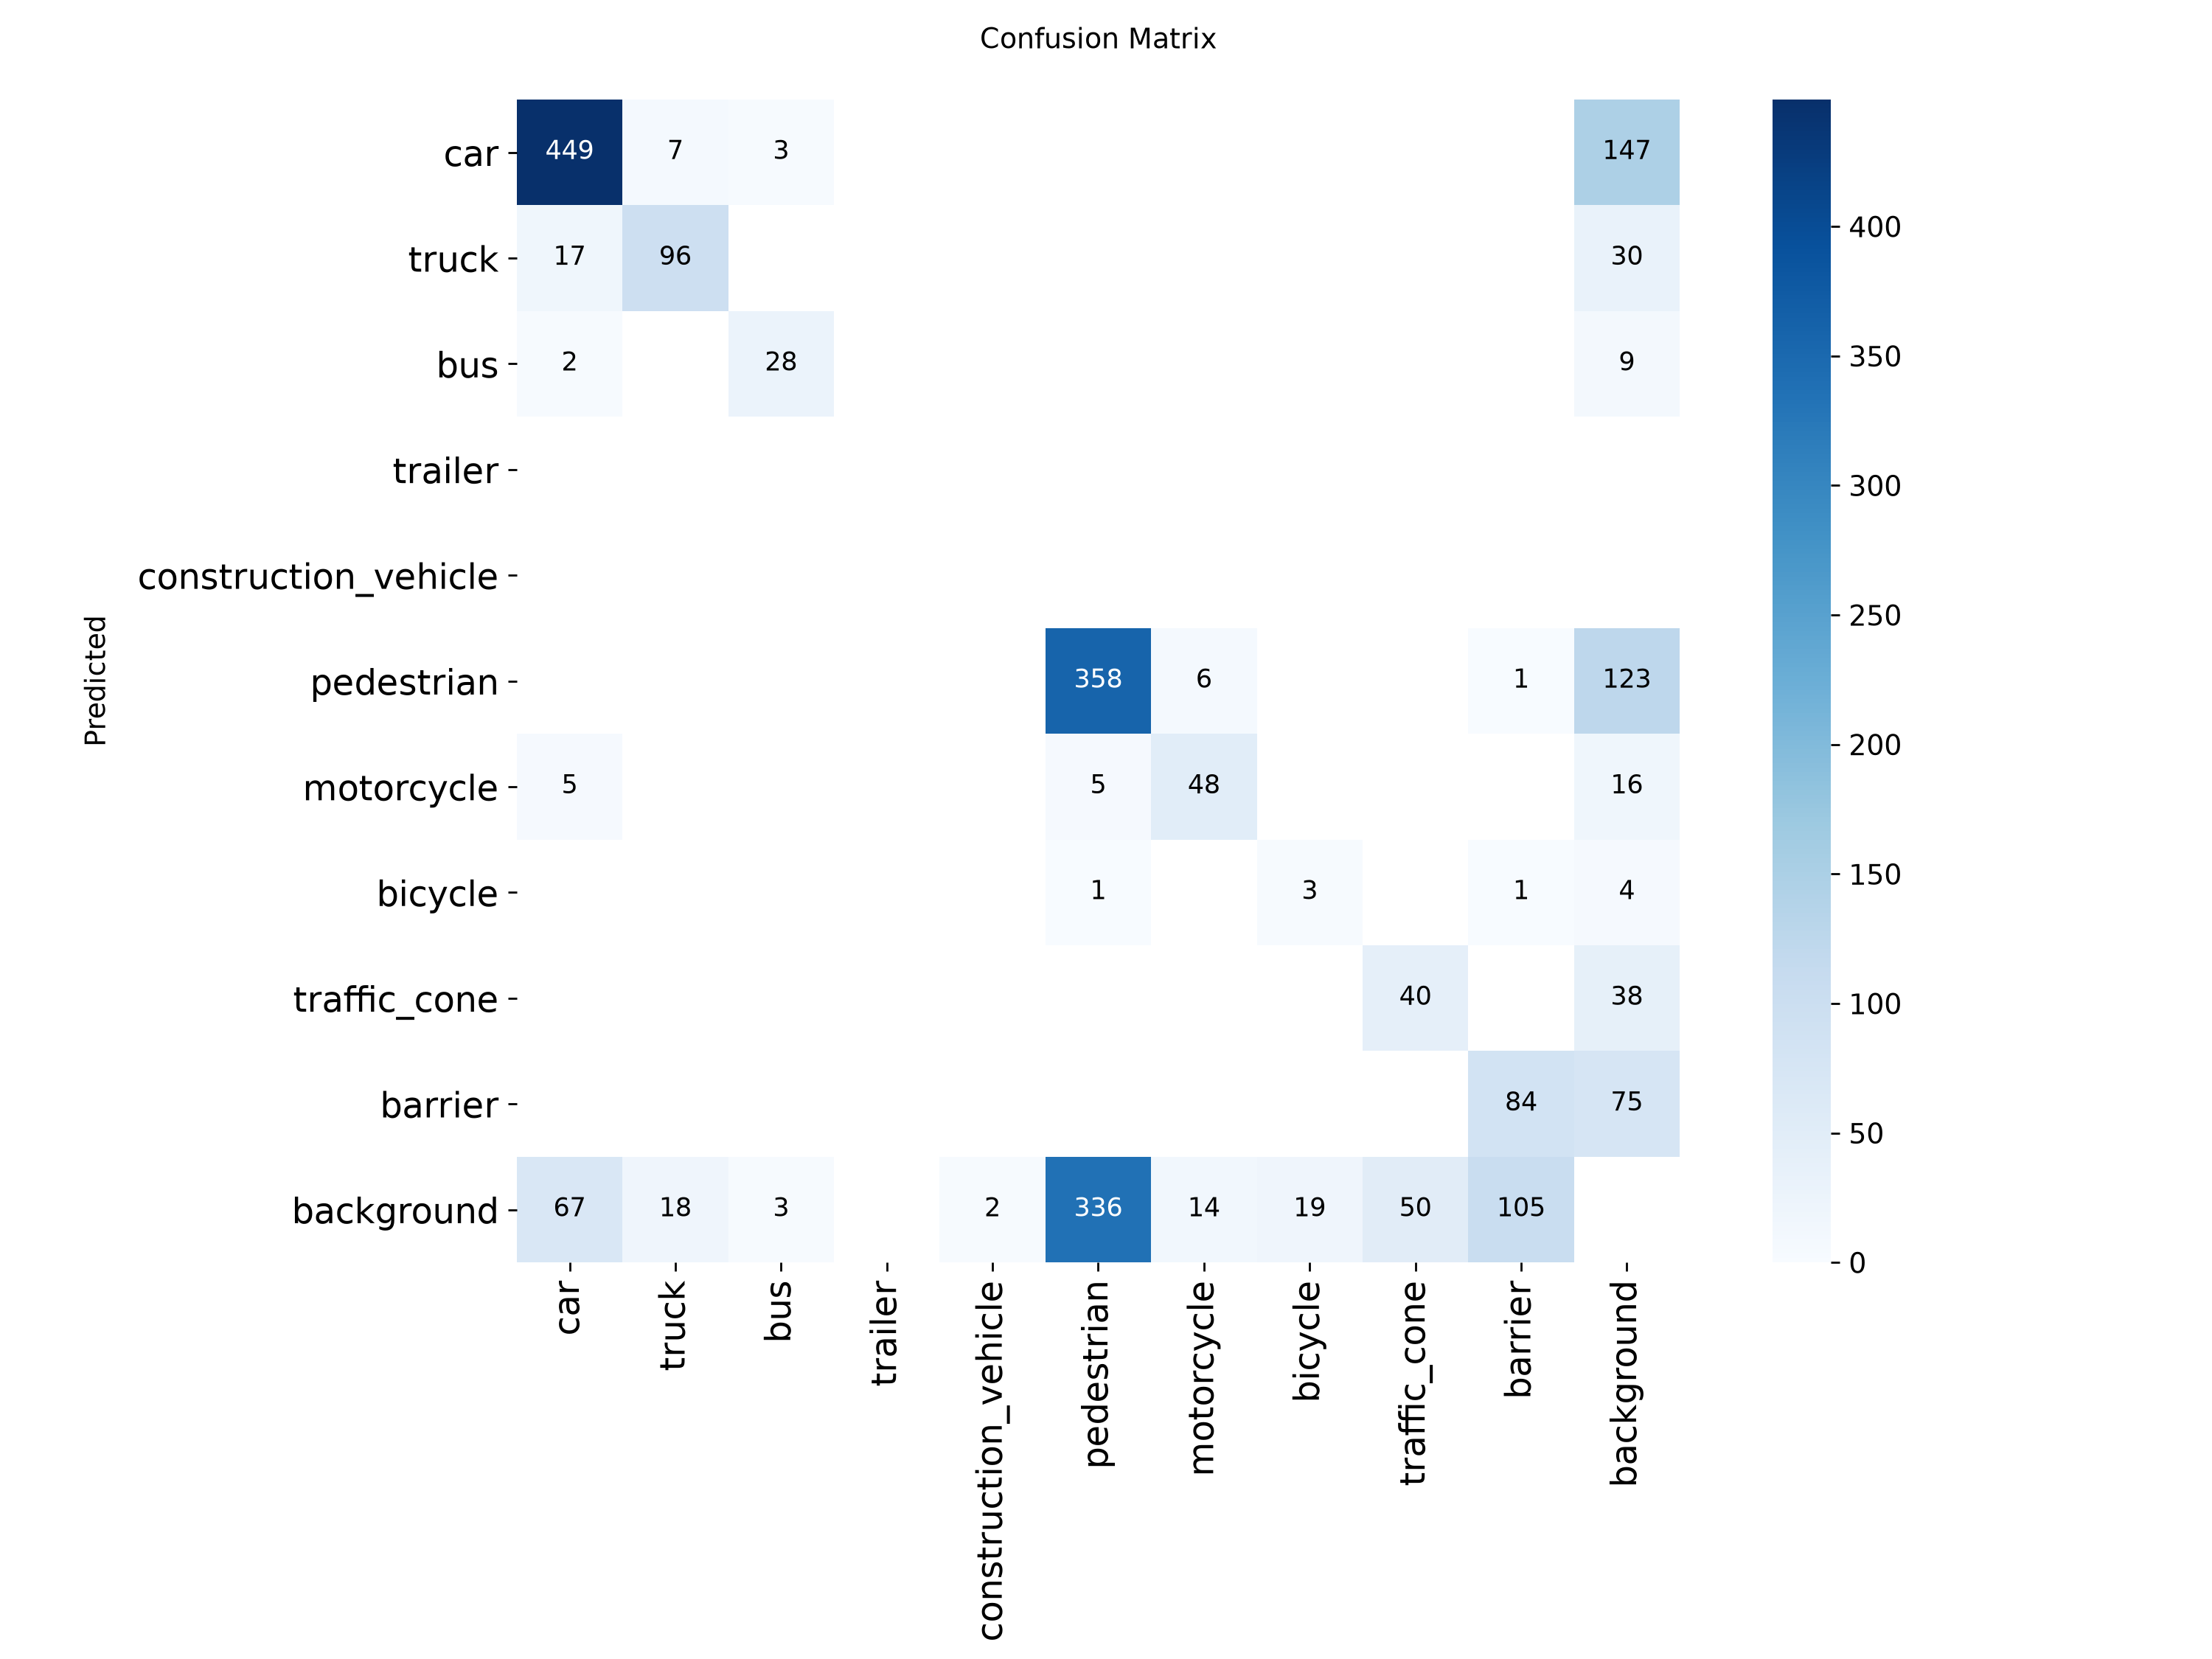 Confusion Matrix
car 449 7 3 147
truck 17 96 30
bus 2 28 9
trailer
construction_vehicle
pedestrian 358 6 1 123
motorcycle 5 5 48 16
bicycle 1 3 1 4
traffic_cone 40 38
barrier 84 75
background 67 18 3 2 336 14 19 50 105
Predicted
car
truck
bus
trailer
construction_vehicle
pedestrian
motorcycle
bicycle
traffic_cone
barrier
background
400
350
300
250
200
150
100
50
0